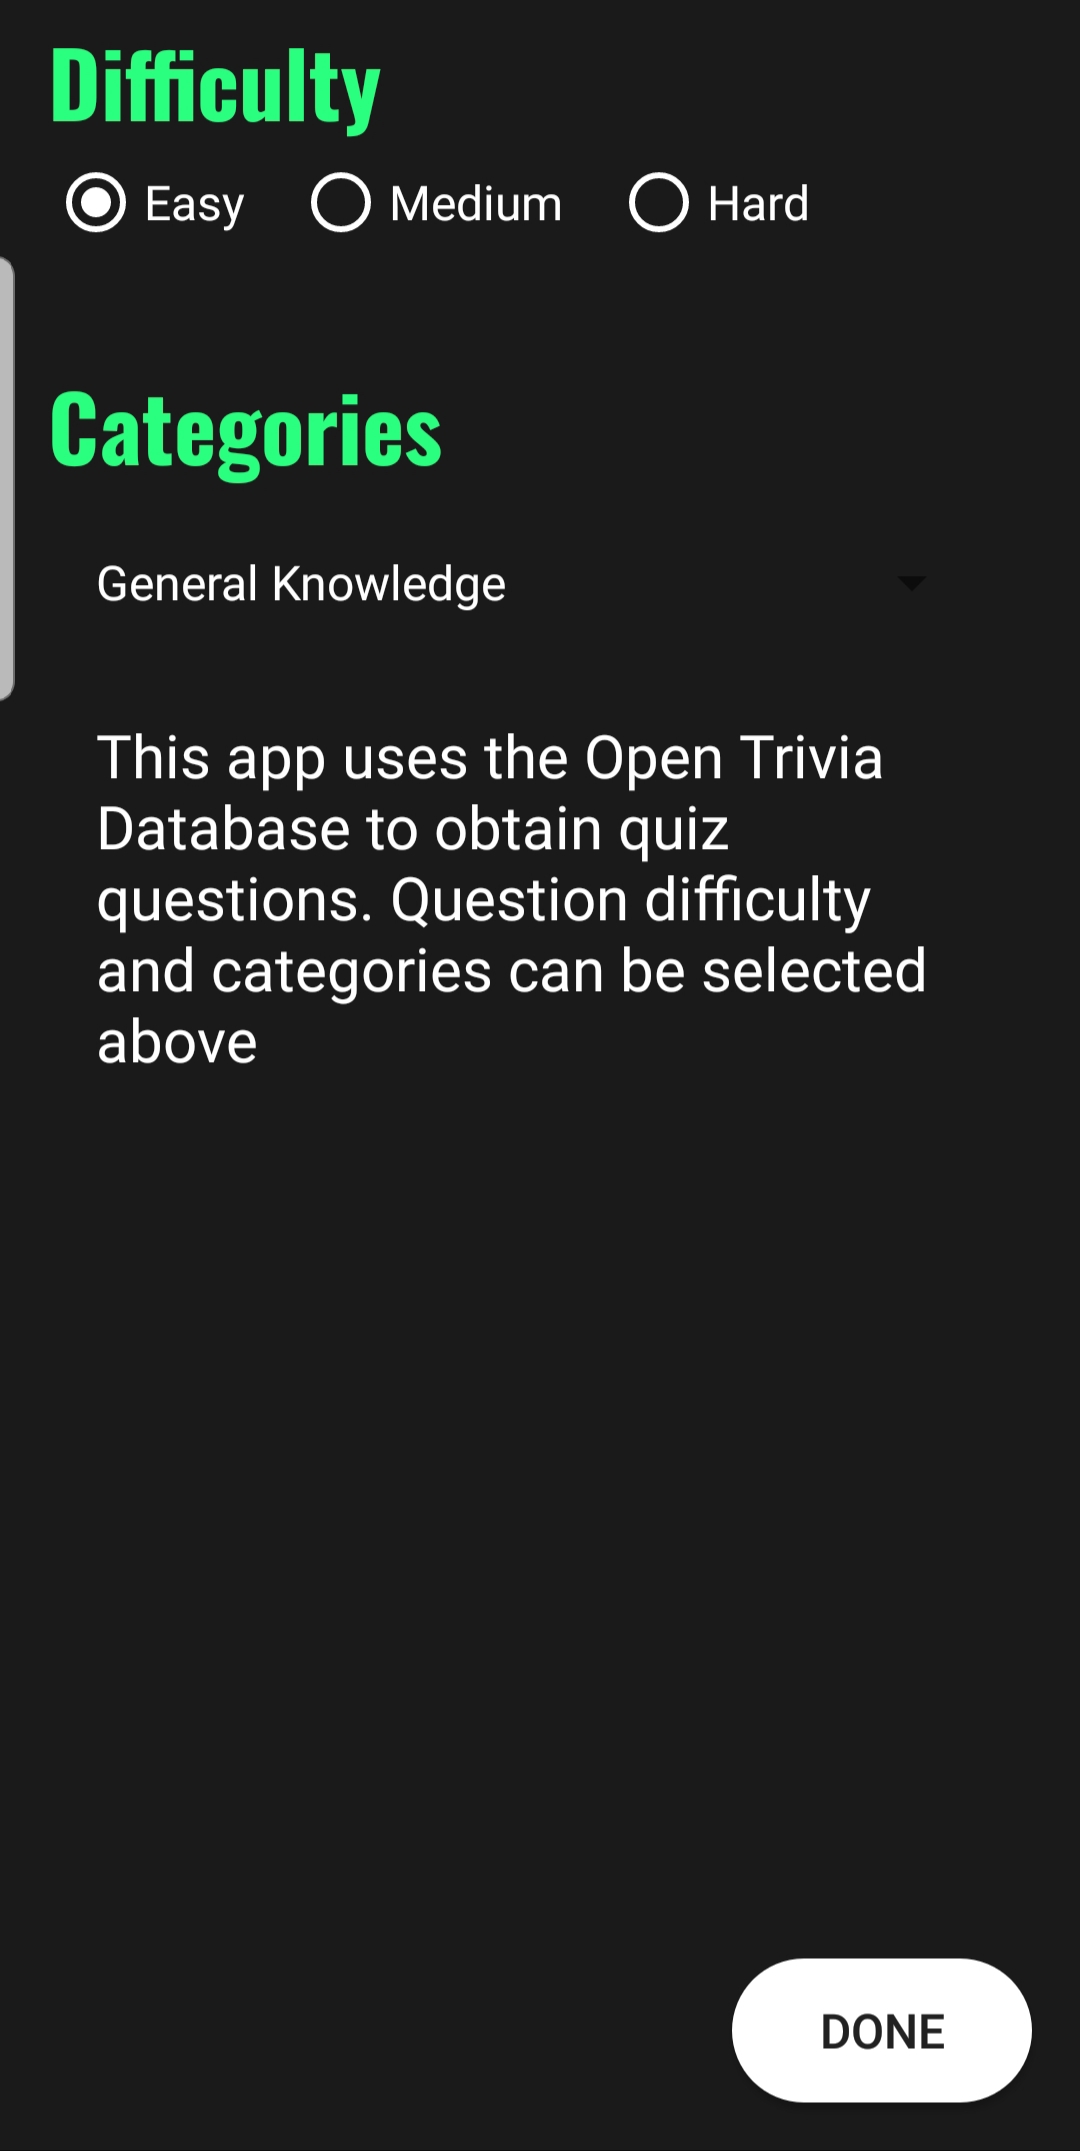 Difficulty
Easy Medium Hard
Categories
General Knowledge
This app uses the Open Trivia
Database to obtain quiz
questions. Question difficulty
and categories can be selected
above
DONE